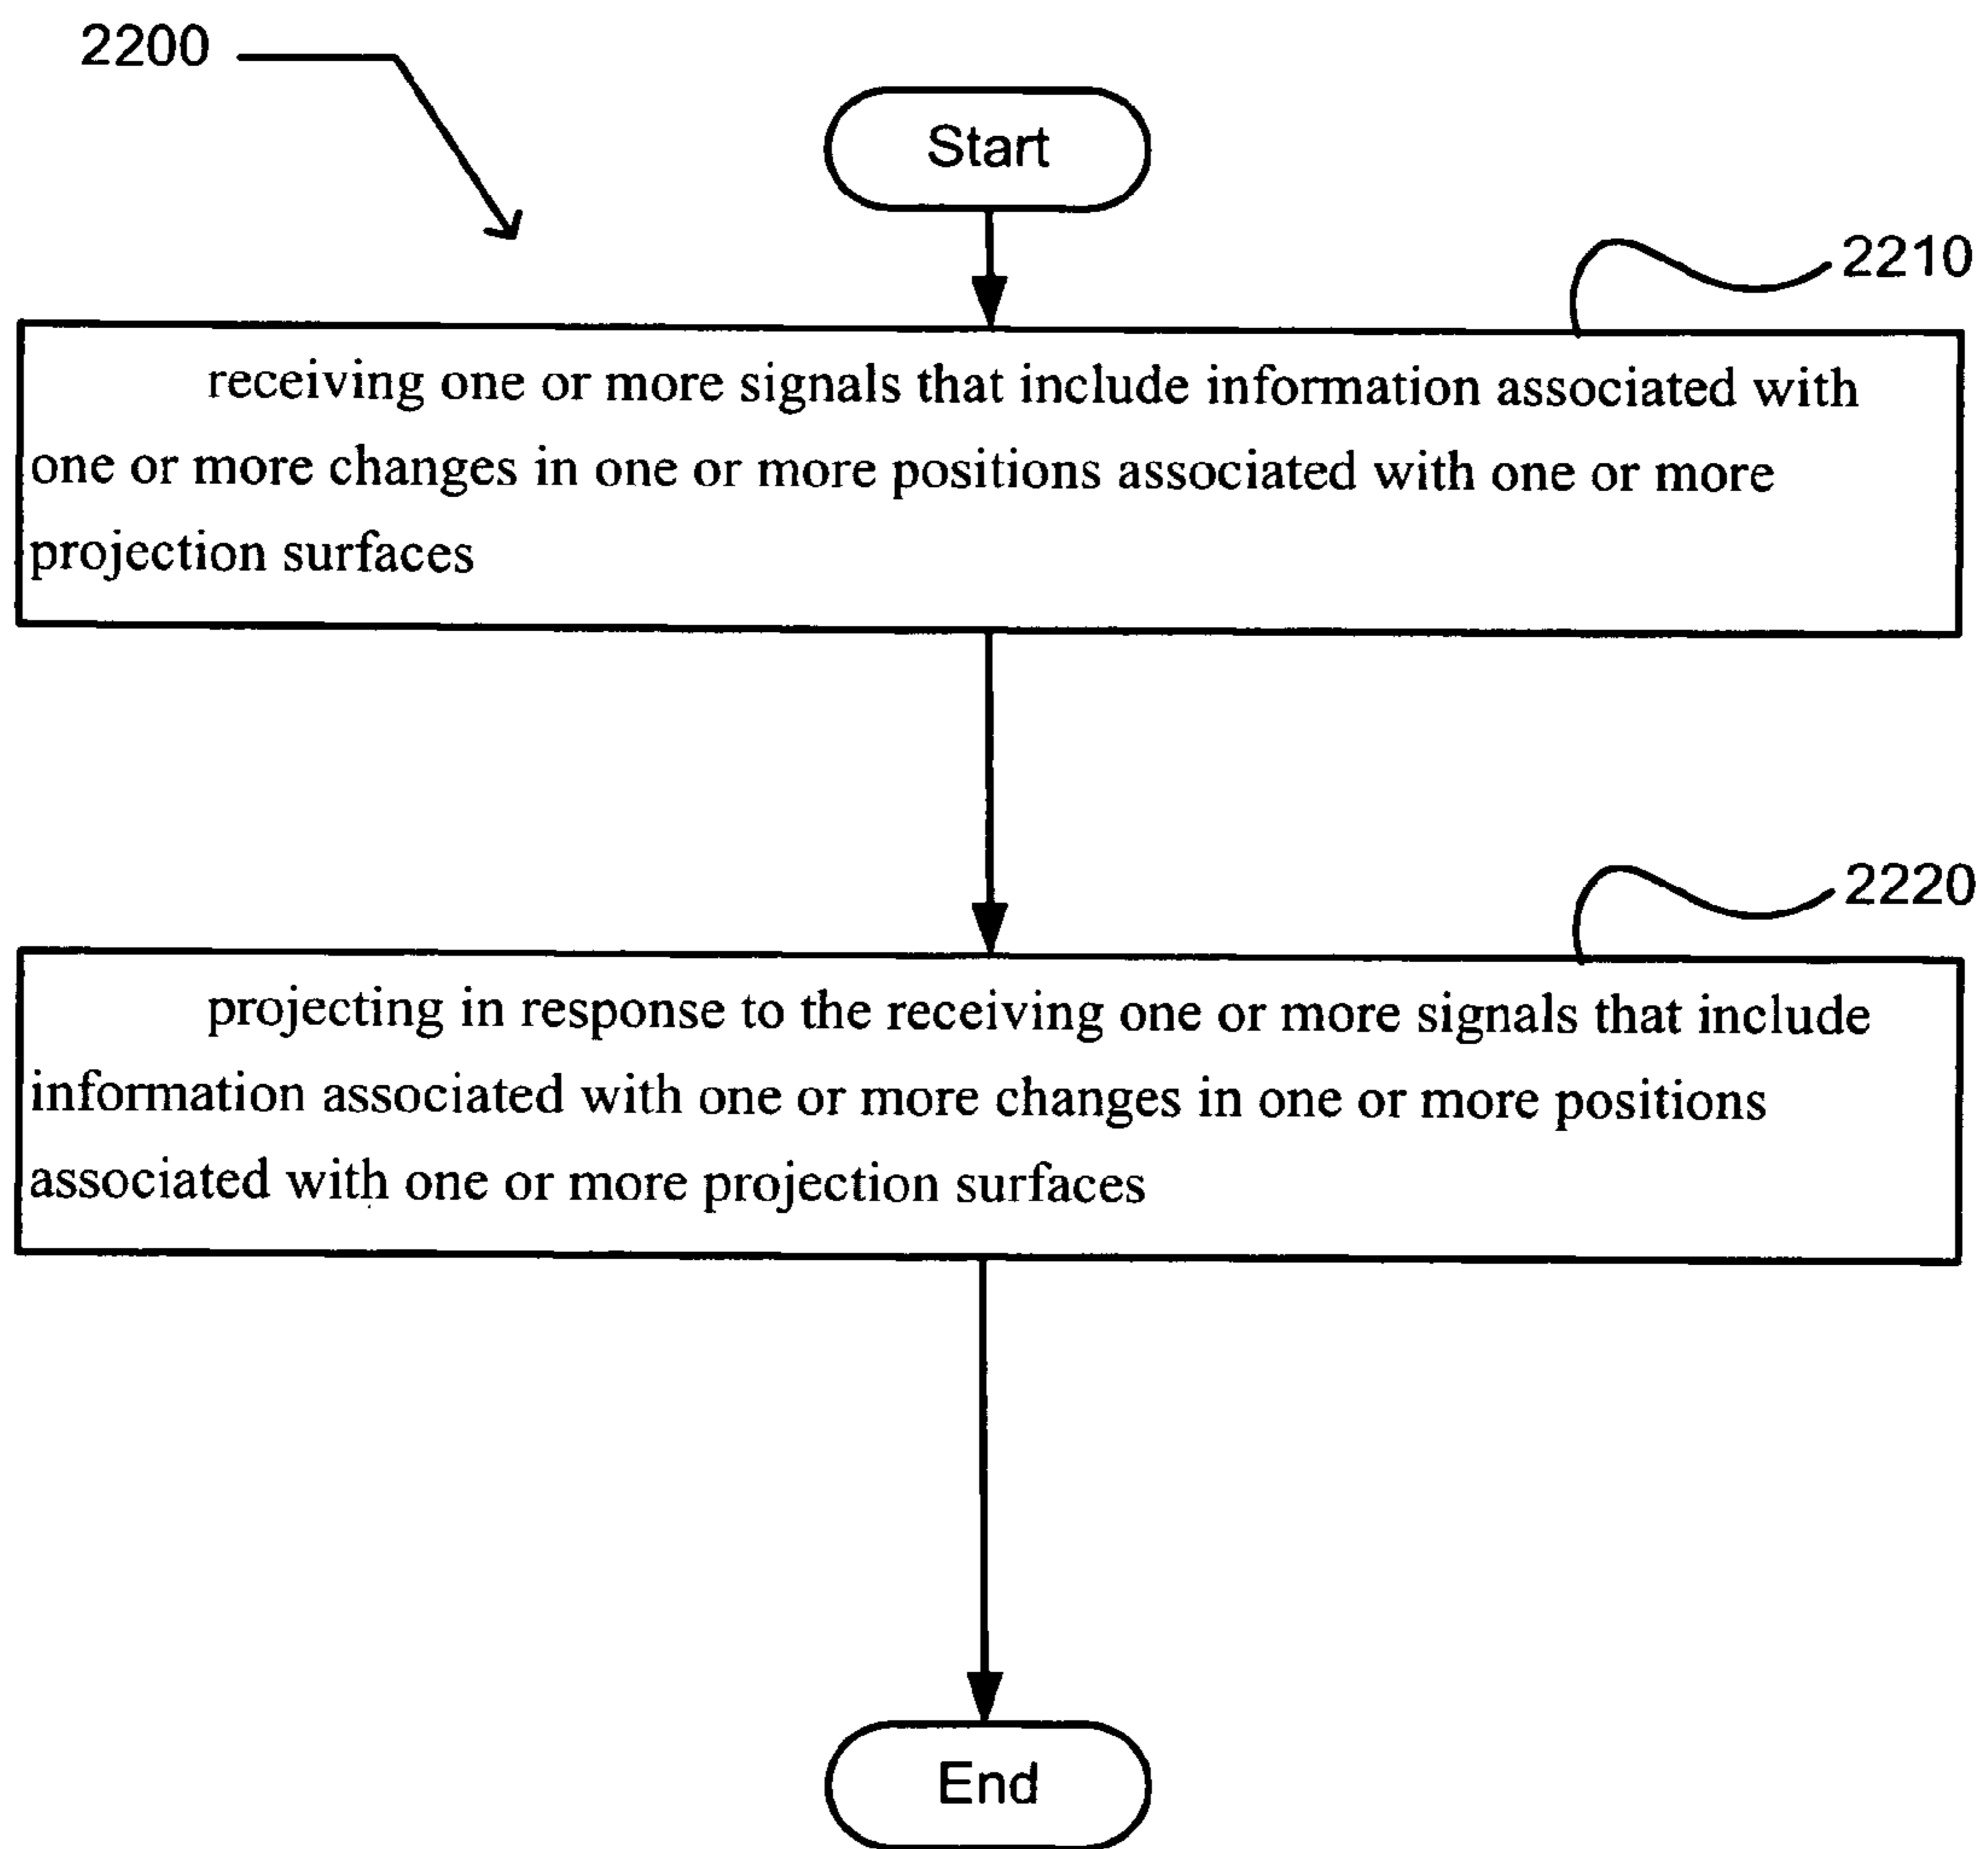 2200
Start
2210
receiving one or more signals that include information associated with
one or more changes in one or more positions associated with one or more
projection surfaces
2220
projecting in response to the receiving one or more signals that include
information associated with one or more changes in one or more positions
associated with one or more projection surfaces
End